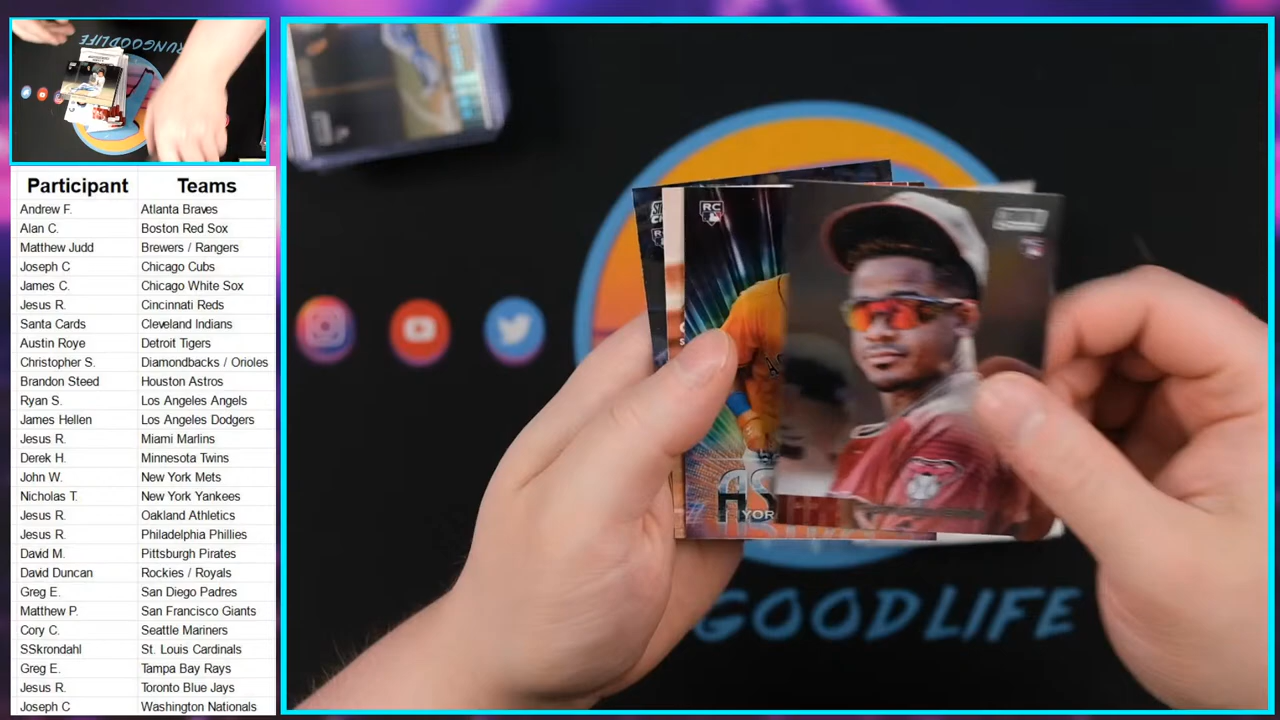 RUNGOODLIFE
Participant Teams
Andrew F. Atlanta Braves
Alan C. Boston Red Sox
Matthew Judd Brewers / Rangers
Joseph C Chicago Cubs
James C. Chicago White Sox
Jesus R. Cincinnati Reds
Santa Cards Cleveland Indians
Austin Roye Detroit Tigers
Christopher S. Diamondbacks / Orioles
Brandon Steed Houston Astros
Ryan S. Los Angeles Angels
James Hellen Los Angeles Dodgers
Jesus R. Miami Marlins
Derek H. Minnesota Twins
John W. New York Mets
Nicholas T. New York Yankees
Jesus R. Oakland Athletics
Jesus R. Philadelphia Phillies
David M. Pittsburgh Pirates
David Duncan Rockies / Royals
Greg E. San Diego Padres
Matthew P. San Francisco Giants
Cory C. Seattle Mariners
SSkrondahl St. Louis Cardinals
Greg E. Tampa Bay Rays
Jesus R. Toronto Blue Jays
Joseph C Washington Nationals
RC
AS
YOR
GOODLIFE